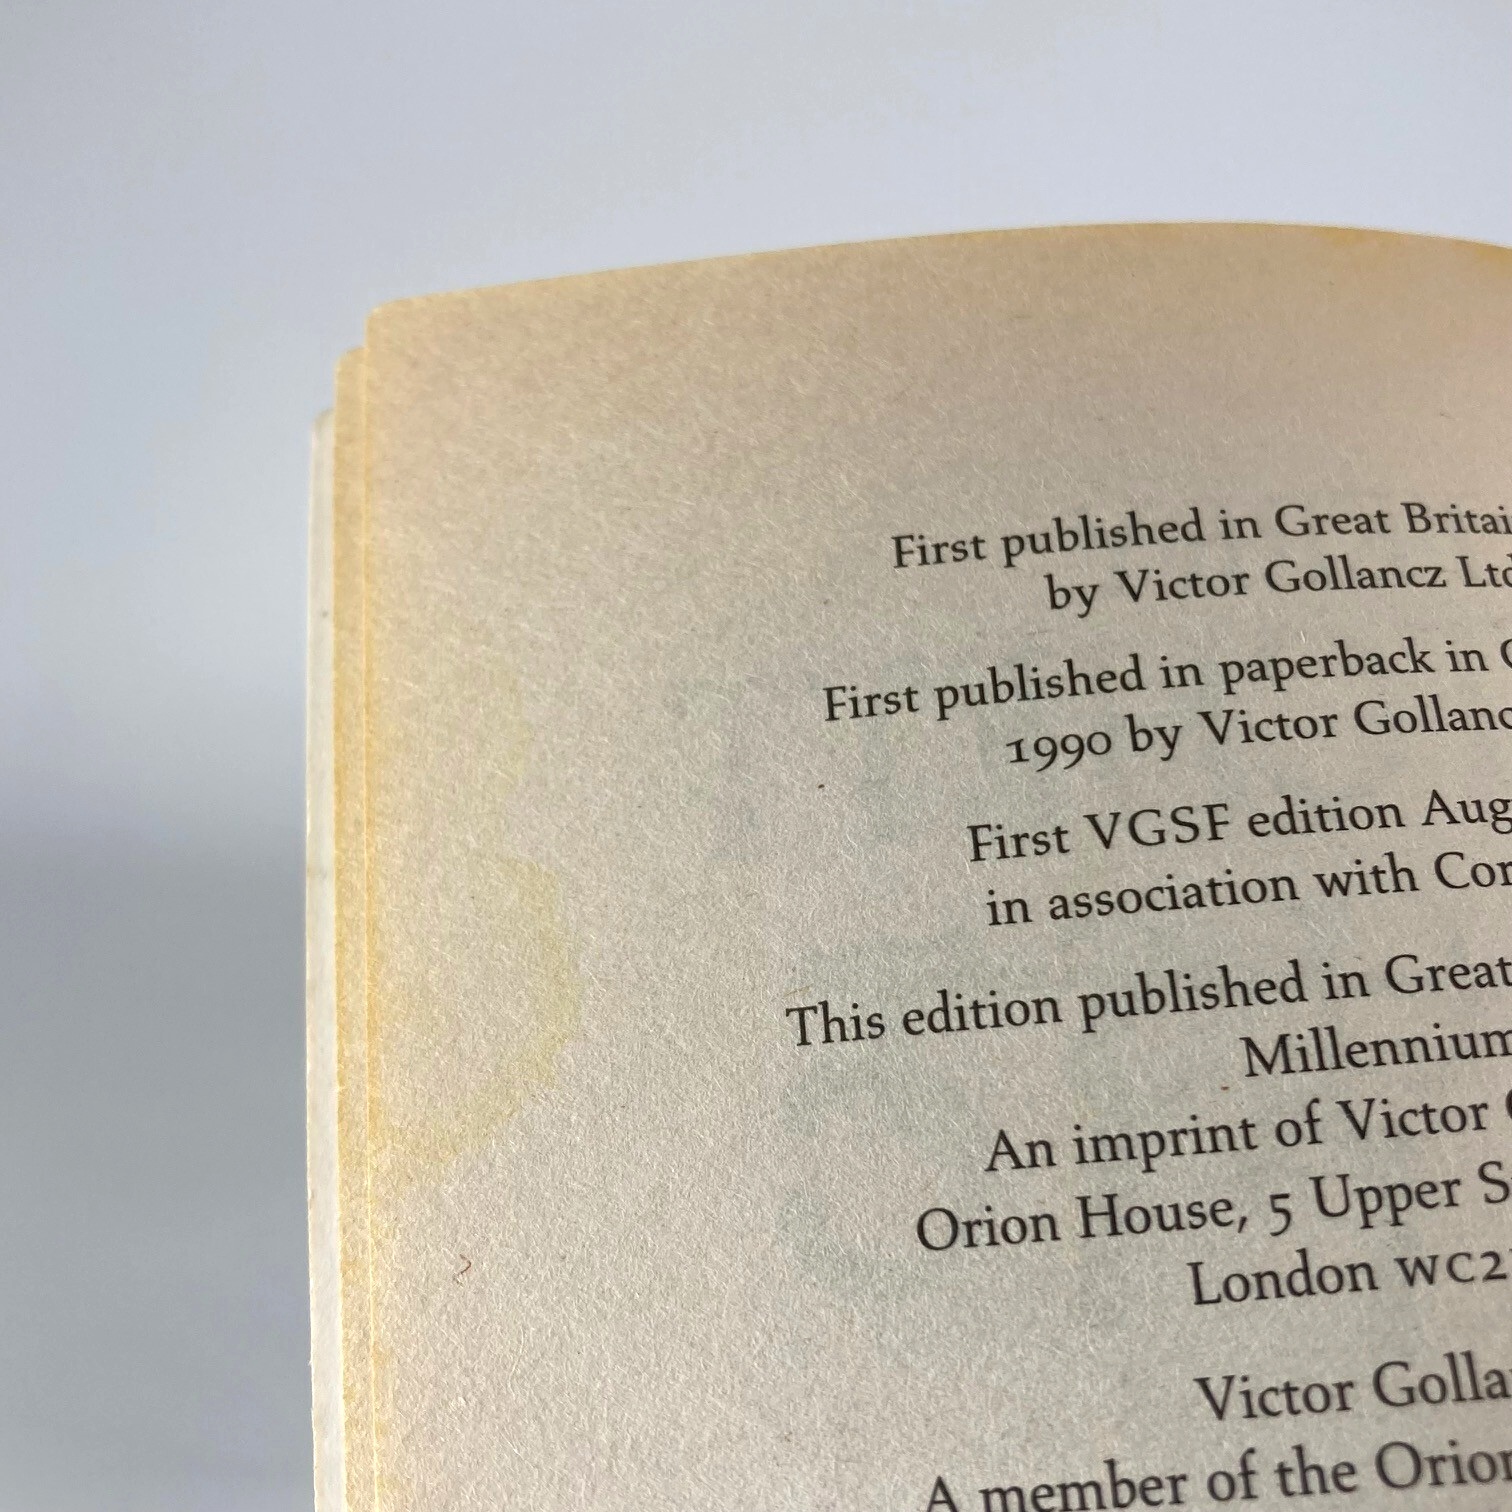 First published in Great Britai
by Victor Gollancz Ltd
First published in paperback in
1990 by Victor Gollanc
First VGSF edition Aug
in association with Cor
This edition published in Great
Millennium
An imprint of Victor
Orion House, 5 Upper S
London WC2
Victor Golla
A member of the Orion